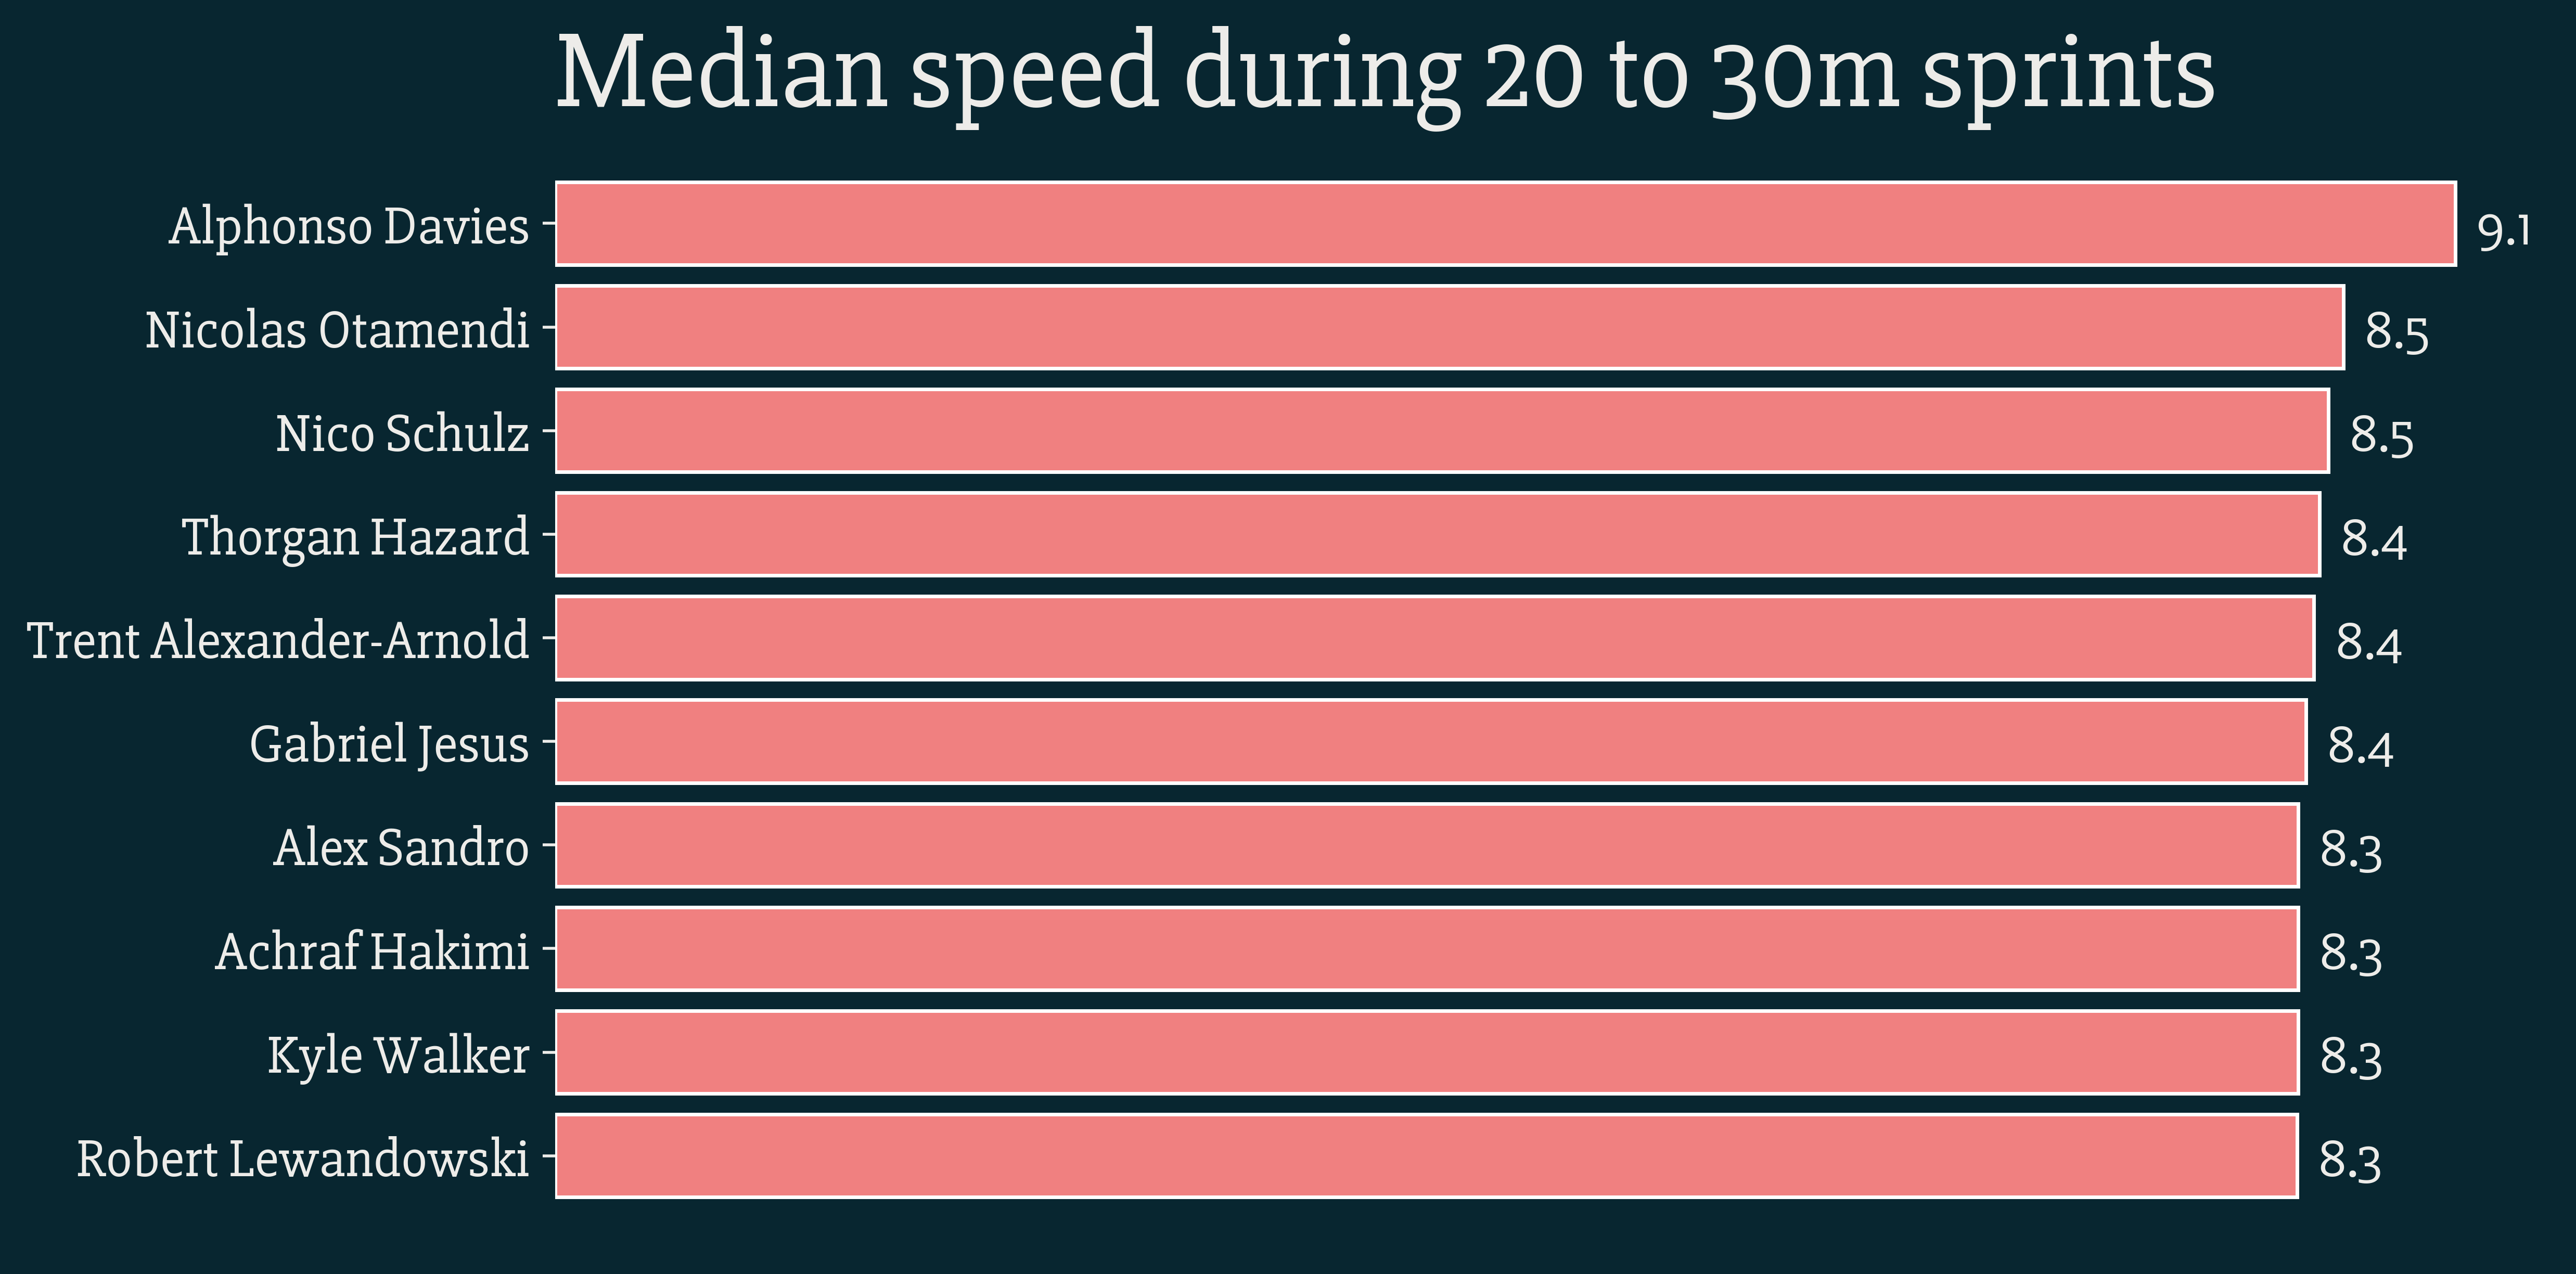 Median speed during 20 to 30m sprints
Alphonso Davies 9.1
Nicolas Otamendi 8.5
Nico Schulz 8.5
Thorgan Hazard 8.4
Trent Alexander-Arnold 8.4
Gabriel Jesus 8.4
Alex Sandro 8.3
Achraf Hakimi 8.3
Kyle Walker 8.3
Robert Lewandowski 8.3